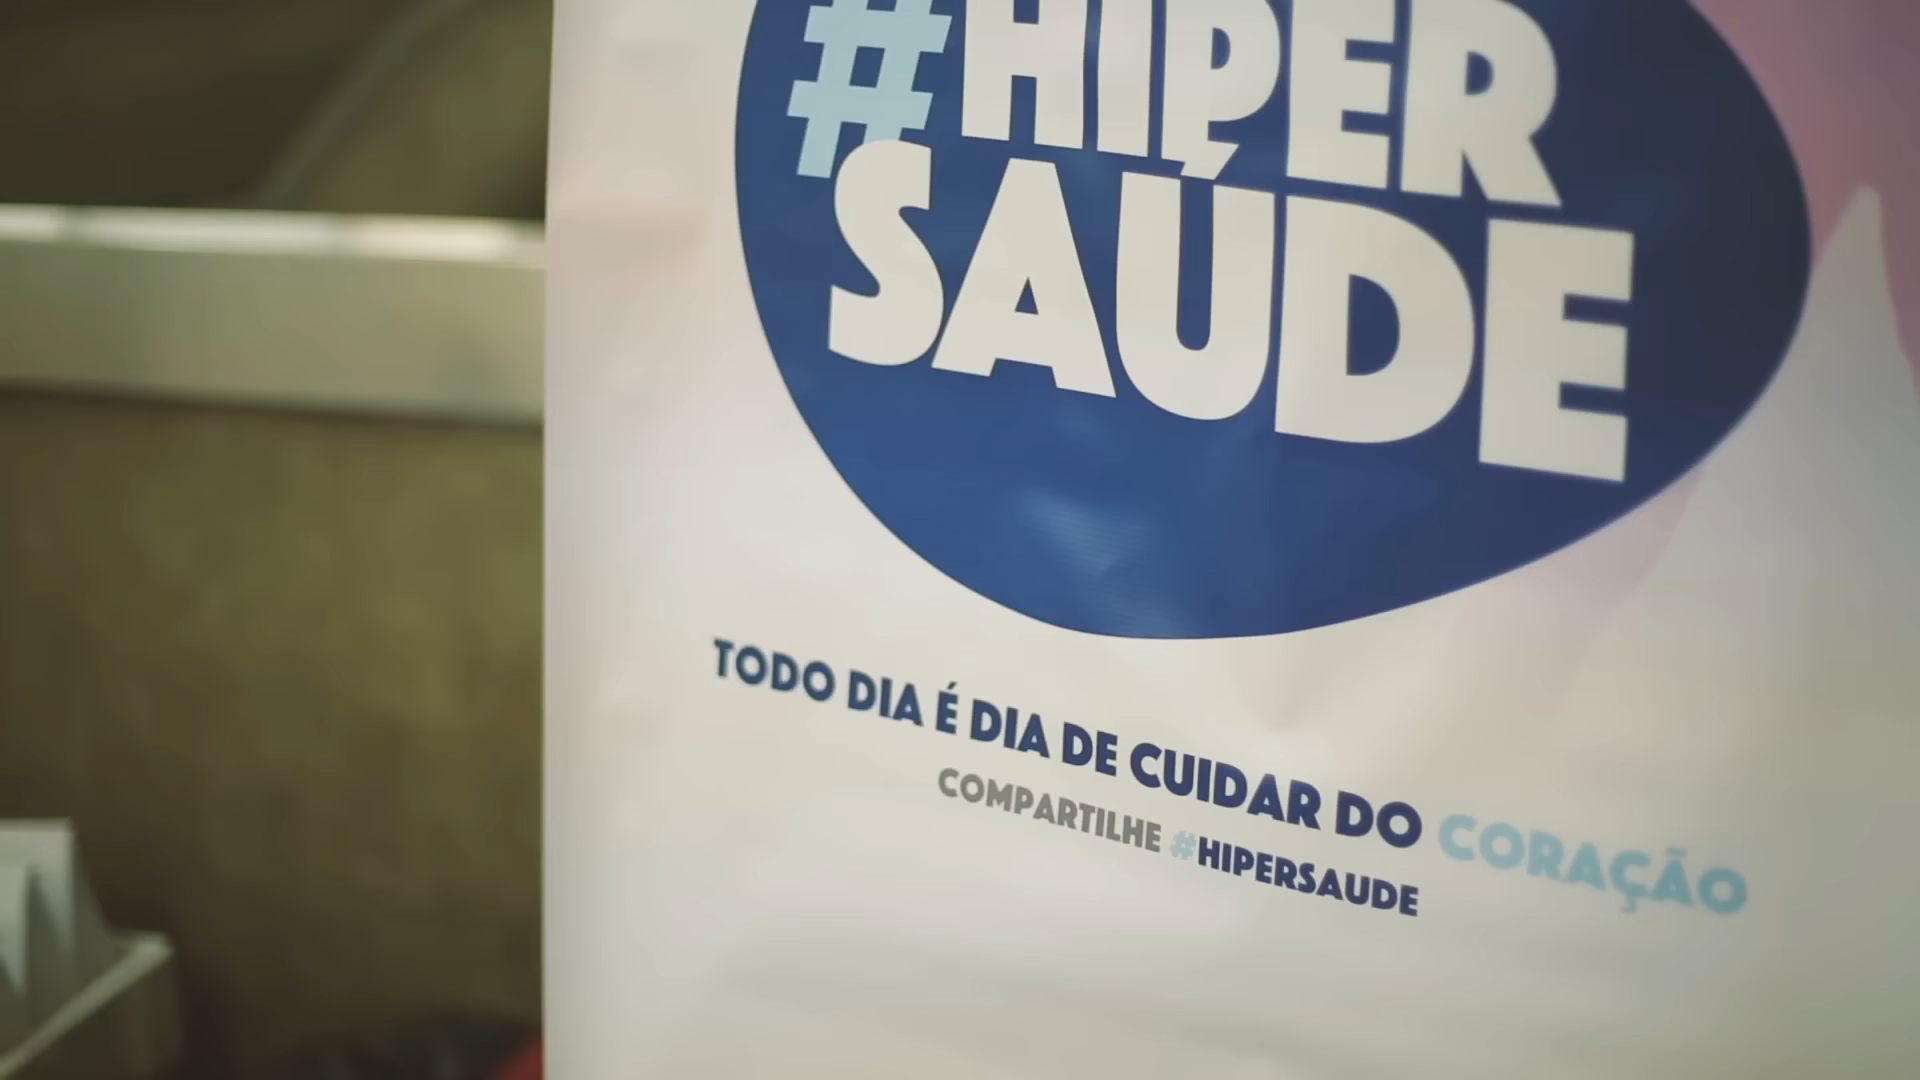 #HIPER
SAÚDE
TODO DIA É DIA DE CUIDAR DO CORAÇÃO
COMPARTILHE #HIPERSAUDE